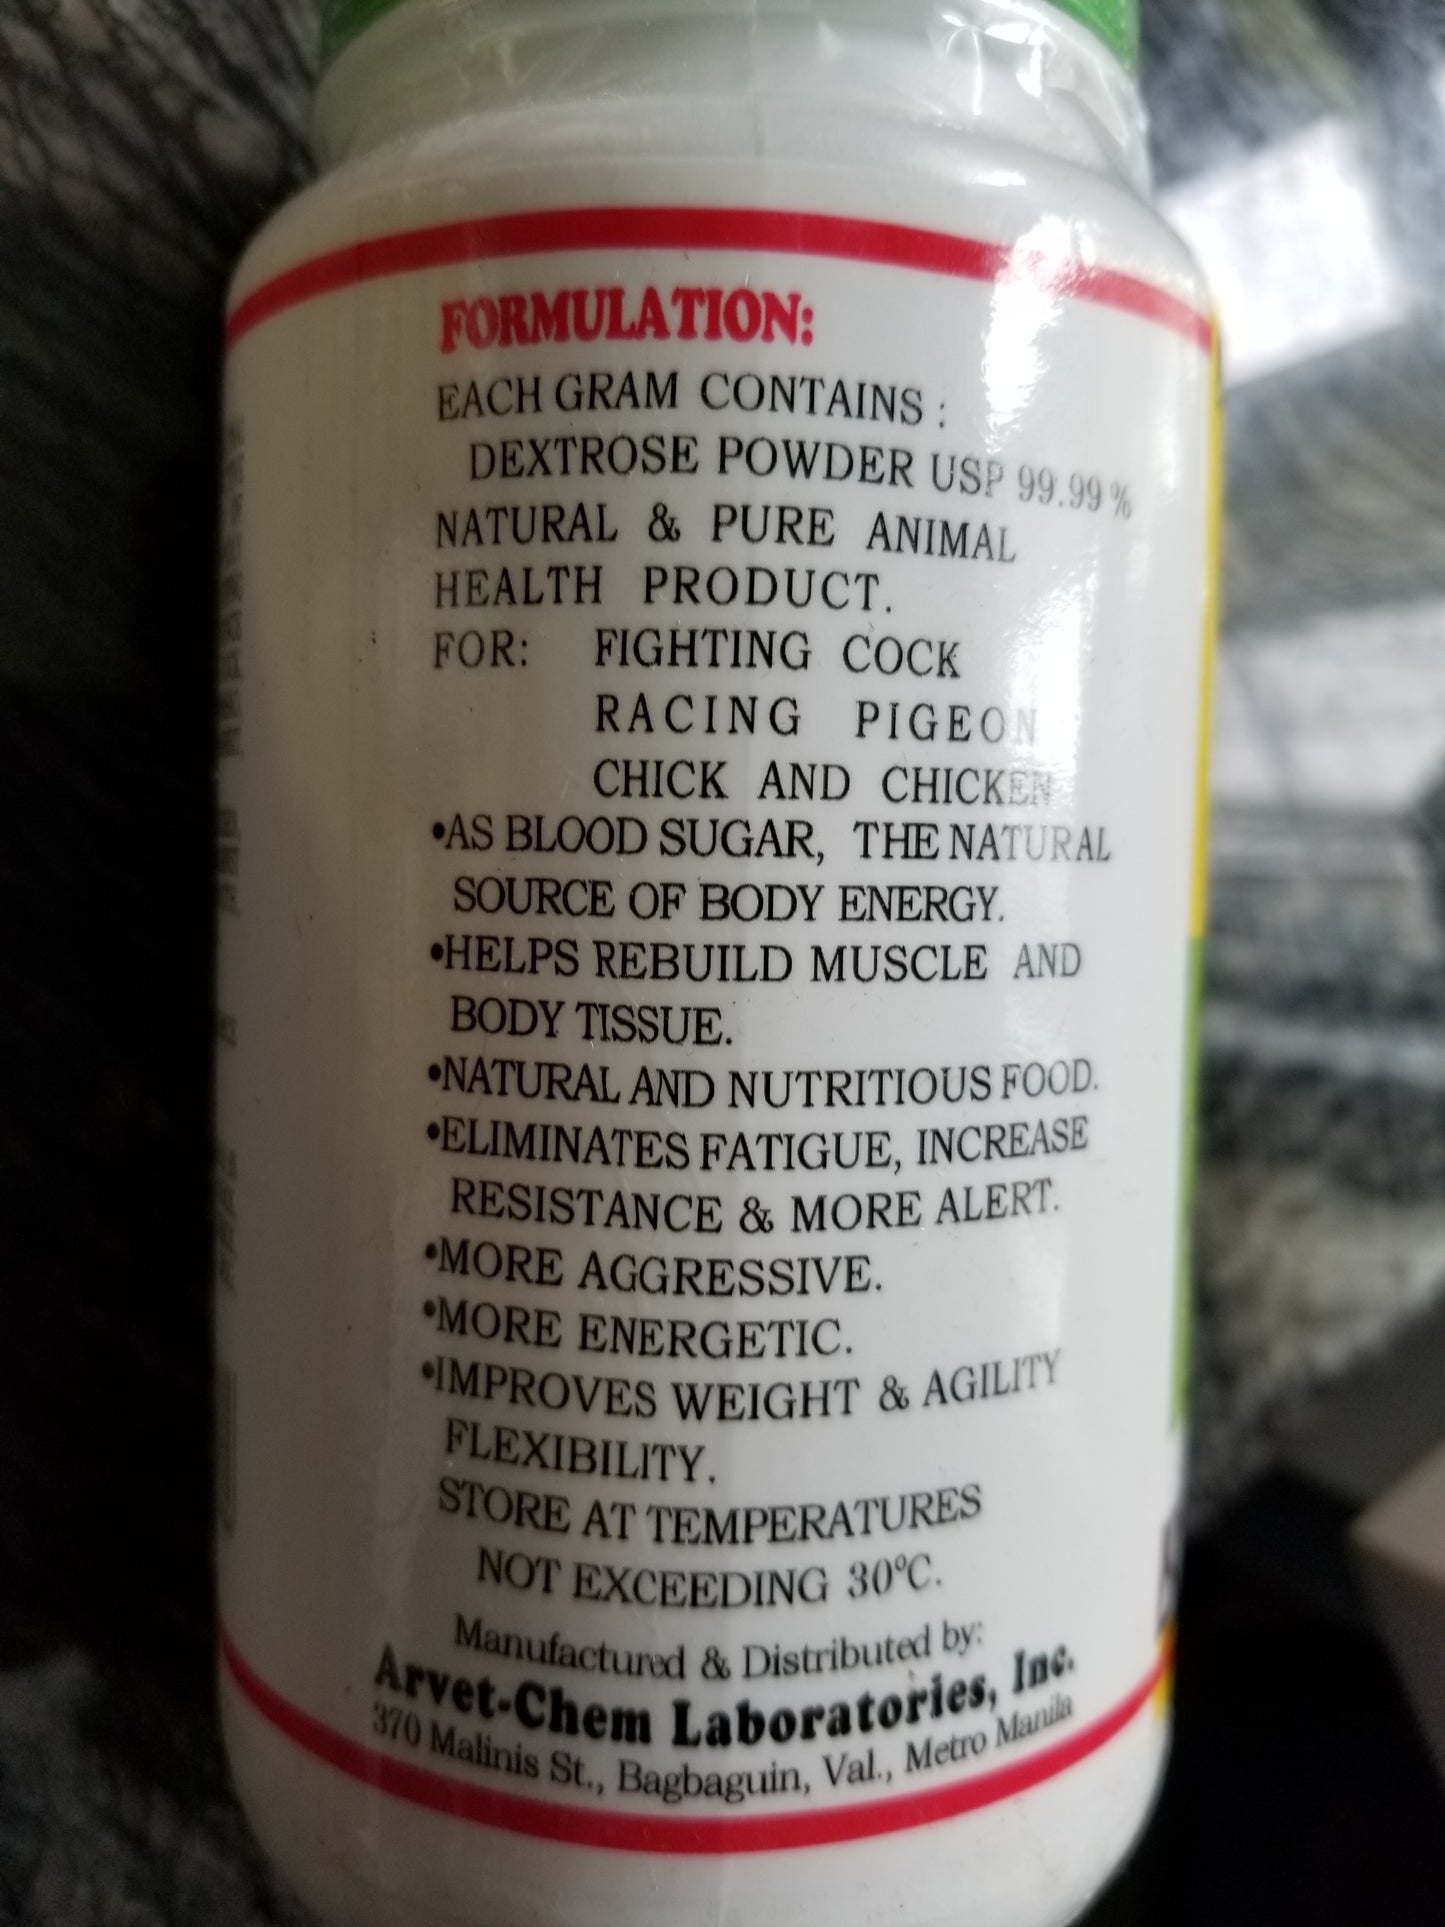 FORMULATION:
EACH GRAM CONTAINS :
DEXTROSE POWDER USP 99.99%
NATURAL & PURE ANIMAL
HEALTH PRODUCT.
FOR: FIGHTING COCK
RACING PIGEON
CHICK AND CHICKEN
•AS BLOOD SUGAR, THE NATURAL
SOURCE OF BODY ENERGY.
•HELPS REBUILD MUSCLE AND
BODY TISSUE.
•NATURAL AND NUTRITIOUS FOOD.
•ELIMINATES FATIGUE, INCREASE
RESISTANCE & MORE ALERT.
•MORE AGGRESSIVE.
•MORE ENERGETIC.
•IMPROVES WEIGHT & AGILITY
FLEXIBILITY.
STORE AT TEMPERATURES
NOT EXCEEDING 30°C.
Manufactured & Distributed by:
Arvet-Chem Laboratories, Inc.
370 Malinis St., Bagbaguin, Val., Metro Manila